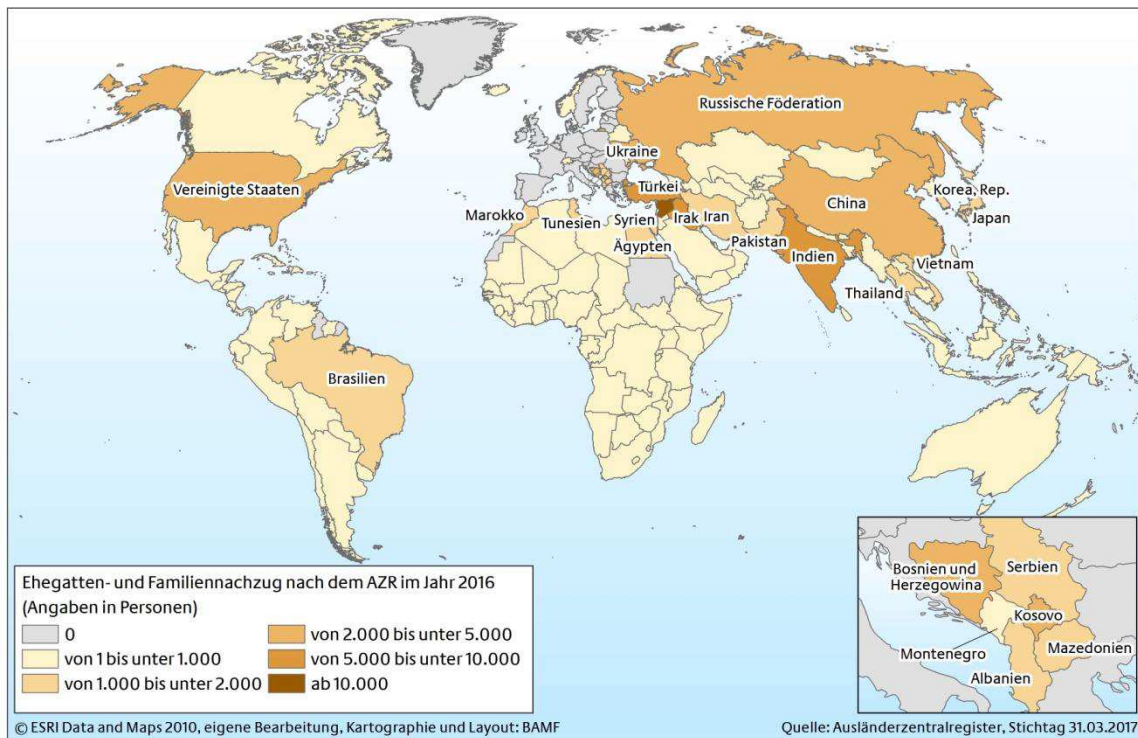 Russische Föderation
Ukraine
Vereinigte Staaten
Türkei
China
Korea, Rep.
Japan
Marokko
Tunesien
Syrien
Irak
Iran
Ägypten
Pakistan
Indien
Vietnam
Thailand
Brasilien
Bosnien und
Herzegowina
Serbien
Kosovo
Montenegro
Mazedonien
Albanien
Ehegatten- und Familiennachzug nach dem AZR im Jahr 2016
(Angaben in Personen)
0
von 2.000 bis unter 5.000
von 1 bis unter 1.000
von 5.000 bis unter 10.000
von 1.000 bis unter 2.000
ab 10.000
© ESRI Data and Maps 2010, eigene Bearbeitung, Kartographie und Layout: BAMF
Quelle: Ausländerzentralregister, Stichtag 31.03.2017